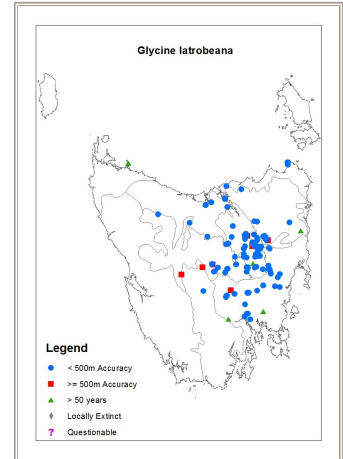 Glycine latrobeana
Legend
< 500m Accuracy
>= 500m Accuracy
> 50 years
Locally Extinct
? Questionable